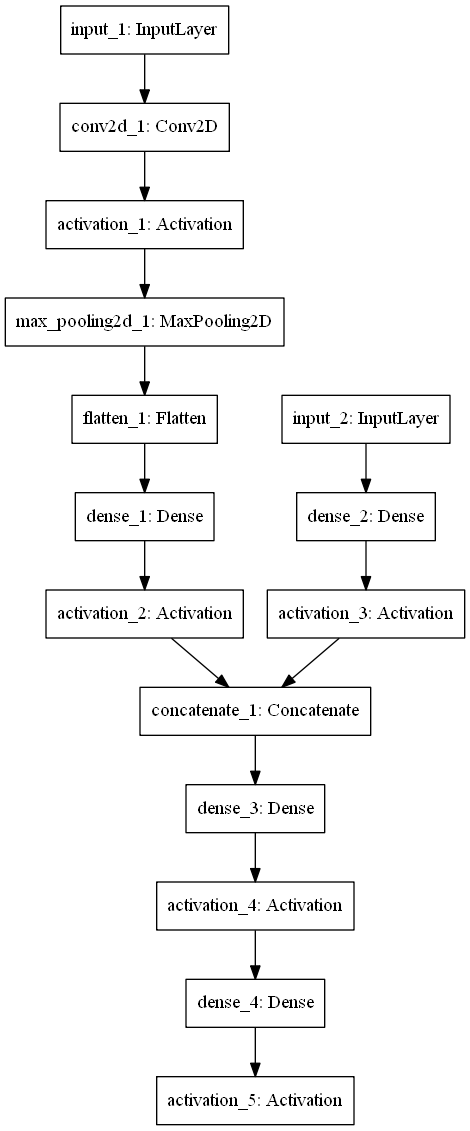 input_1: InputLayer
conv2d_1: Conv2D
activation_1: Activation
max_pooling2d_1: MaxPooling2D
flatten_1: Flatten
input_2: InputLayer
dense_1: Dense
dense_2: Dense
activation_2: Activation
activation_3: Activation
concatenate_1: Concatenate
dense_3: Dense
activation_4: Activation
dense_4: Dense
activation_5: Activation